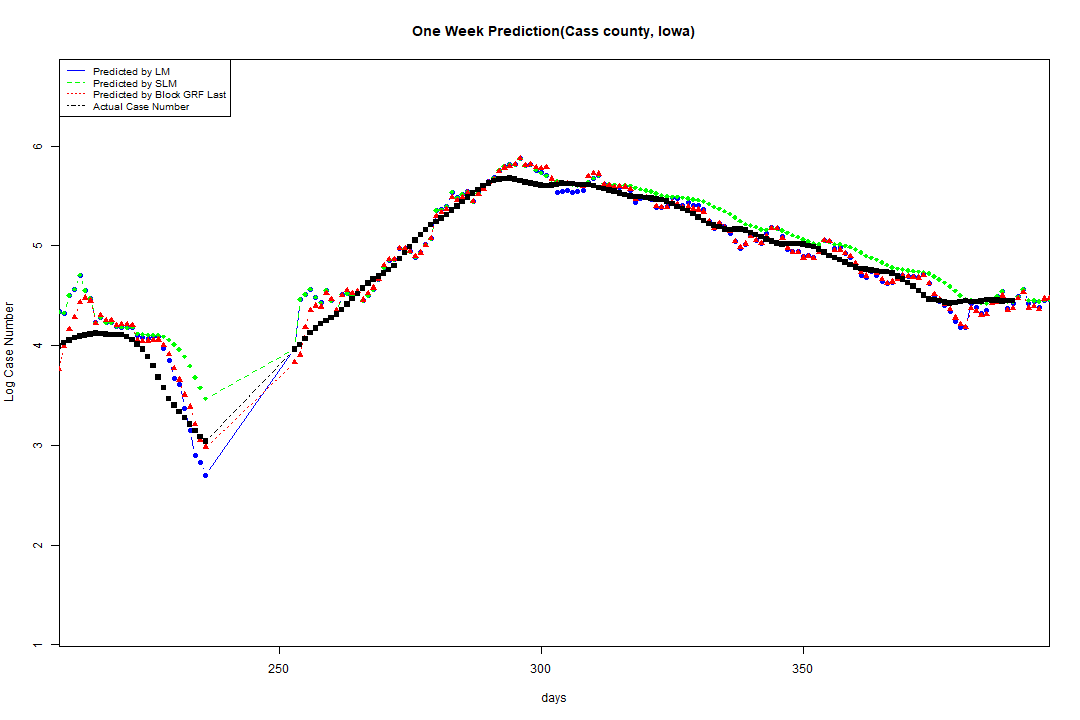 One Week Prediction(Cass county, Iowa)
Predicted by LM
Predicted by SLM
Predicted by Block GRF Last
Actual Case Number
6
5
4
3
2
1
Log Case Number
250 300 350
days